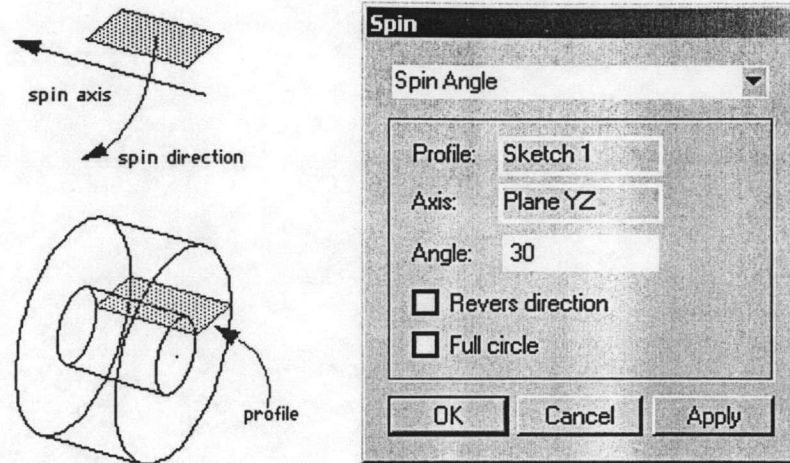 spin axis
spin direction
profile
Spin
Spin Angle
Profile: Sketch 1
Axis: Plane YZ
Angle: 30
Revers direction
Full circle
OK Cancel Apply